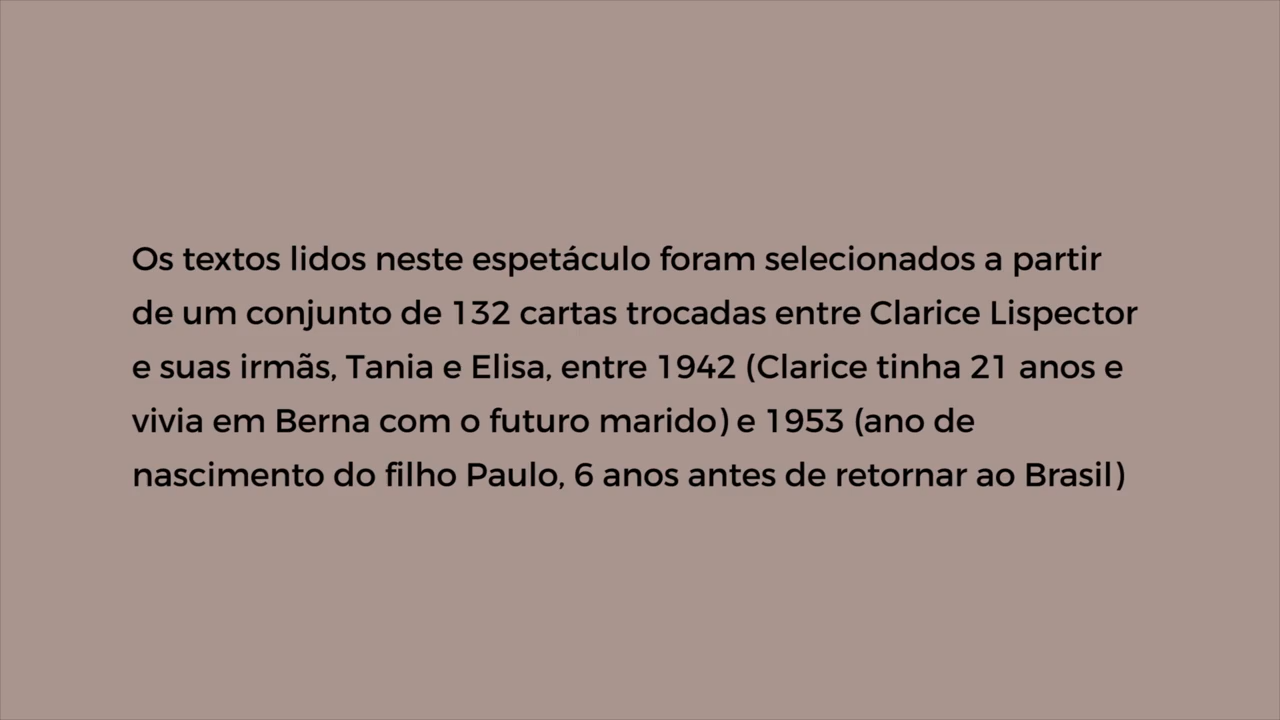 Os textos lidos neste espetáculo foram selecionados a partir
de um conjunto de 132 cartas trocadas entre Clarice Lispector
e suas irmãs, Tania e Elisa, entre 1942 (Clarice tinha 21 anos e
vivia em Berna com o futuro marido) e 1953 (ano de
nascimento do filho Paulo, 6 anos antes de retornar ao Brasil)